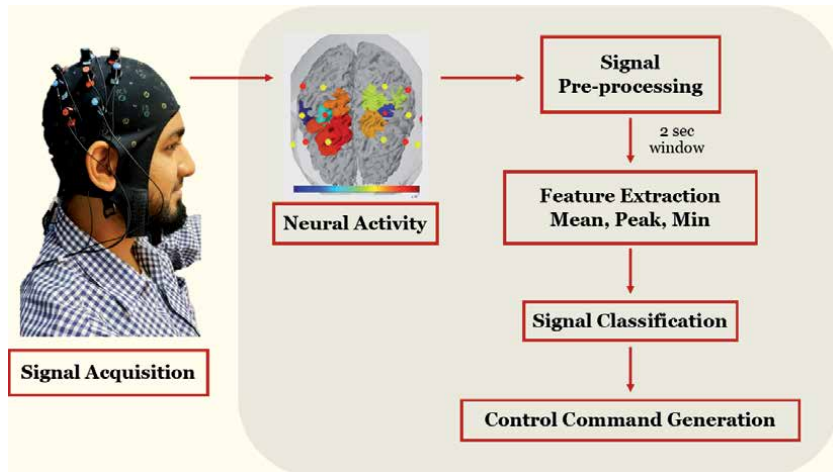 Signal Acquisition
Neural Activity
Signal
Pre-processing
2 sec
window
Feature Extraction
Mean, Peak, Min
Signal Classification
Control Command Generation